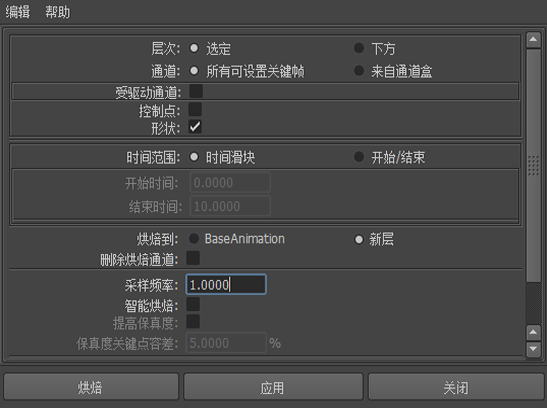 编辑 帮助
层次: 选定 下方
通道: 所有可设置关键帧 来自通道盒
受驱动通道:
控制点:
形状:
时间范围: 时间滑块 开始/结束
开始时间: 0.0000
结束时间: 10.0000
烘焙到: BaseAnimation 新层
删除烘焙通道:
采样频率: 1.0000
智能烘焙:
提高保真度:
保真度关键点容差: 5.0000 %
烘焙 应用 关闭